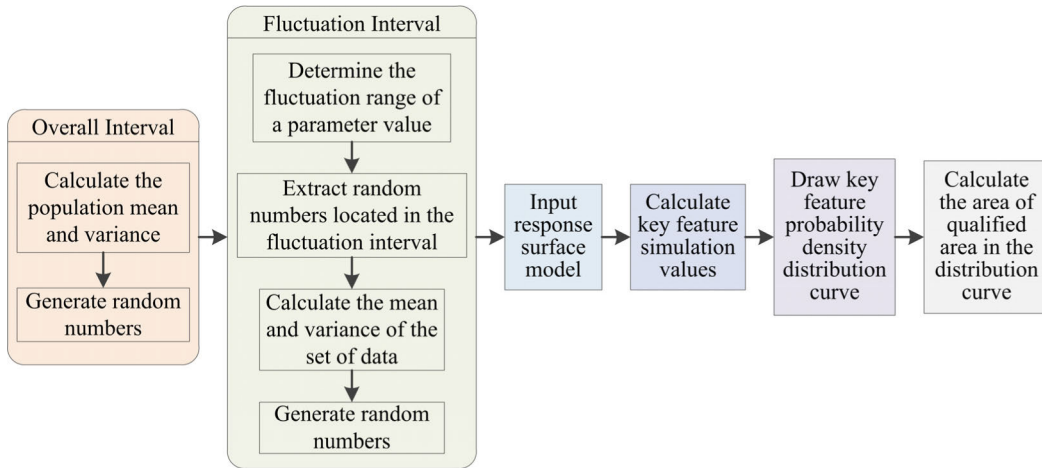 Overall Interval
Calculate the
population mean
and variance
Generate random
numbers
Fluctuation Interval
Determine the
fluctuation range of
a parameter value
Extract random
numbers located in the
fluctuation interval
Calculate the mean
and variance of the
set of data
Generate random
numbers
Input
response
surface
model
Calculate
key feature
simulation
values
Draw key
feature
probability
density
distribution
curve
Calculate
the area of
qualified
area in the
distribution
curve